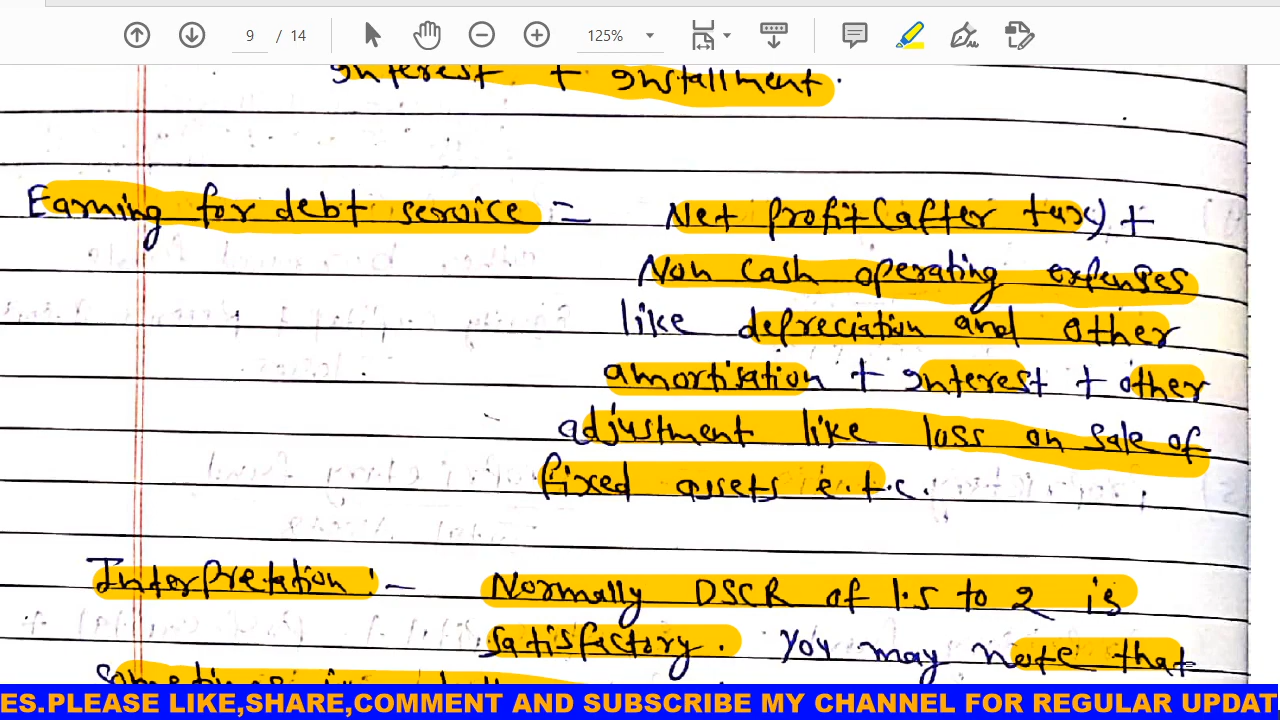 9 / 14 125%
Interest + Installment.
Earning for debt service = Net profit (after tax) +
Non cash operating expenses
like depreciation and other
amortisation + Interest + other
adjustment like loss on sale of
fixed assets e.t.c.
Interpretation :- Normally DSCR of 1.5 to 2 is
satisfactory. You may note that
sometimes in
ES.PLEASE LIKE,SHARE,COMMENT AND SUBSCRIBE MY CHANNEL FOR REGULAR UPDAT